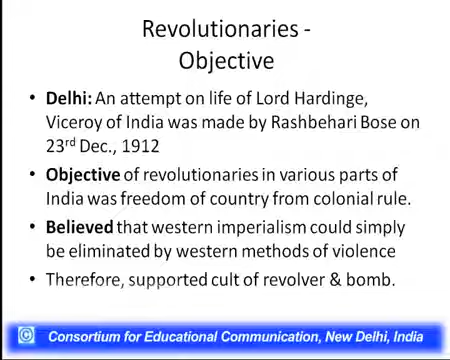 Revolutionaries -
Objective
• Delhi: An attempt on life of Lord Hardinge,
Viceroy of India was made by Rashbehari Bose on
23rd Dec., 1912
• Objective of revolutionaries in various parts of
India was freedom of country from colonial rule.
• Believed that western imperialism could simply
be eliminated by western methods of violence
• Therefore, supported cult of revolver & bomb.
© Consortium for Educational Communication, New Delhi, India